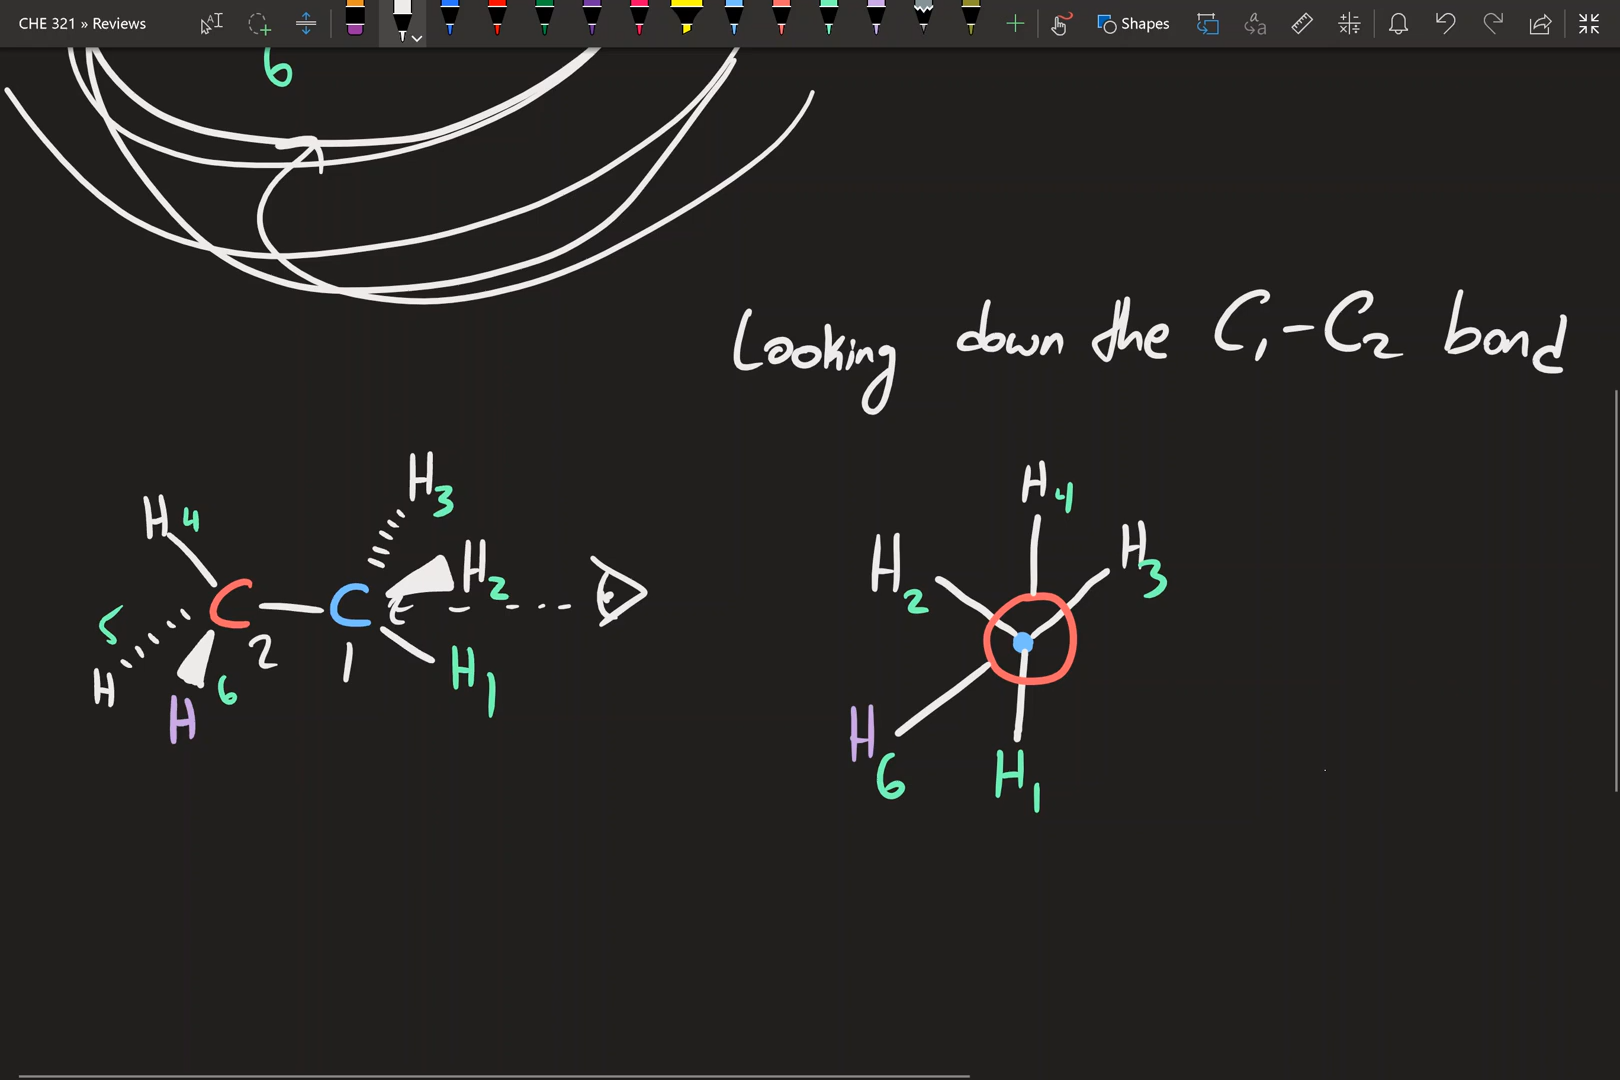 CHE 321 » Reviews
Shapes
6
Looking down the C1-C2 bond
H3
H4
H2
C C
5
2
1
H1
H
6
H
H4
H2
H3
H6
H1